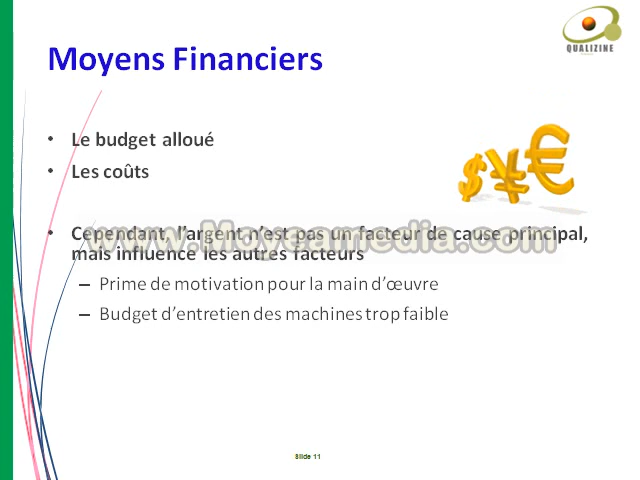 QUALIZINE
Moyens Financiers
• Le budget alloué
• Les coûts
• Cependant, l'argent n'est pas un facteur de cause principal,
mais influence les autres facteurs
www.Moyeamedia.com
– Prime de motivation pour la main d'œuvre
– Budget d'entretien des machines trop faible
Slide 11